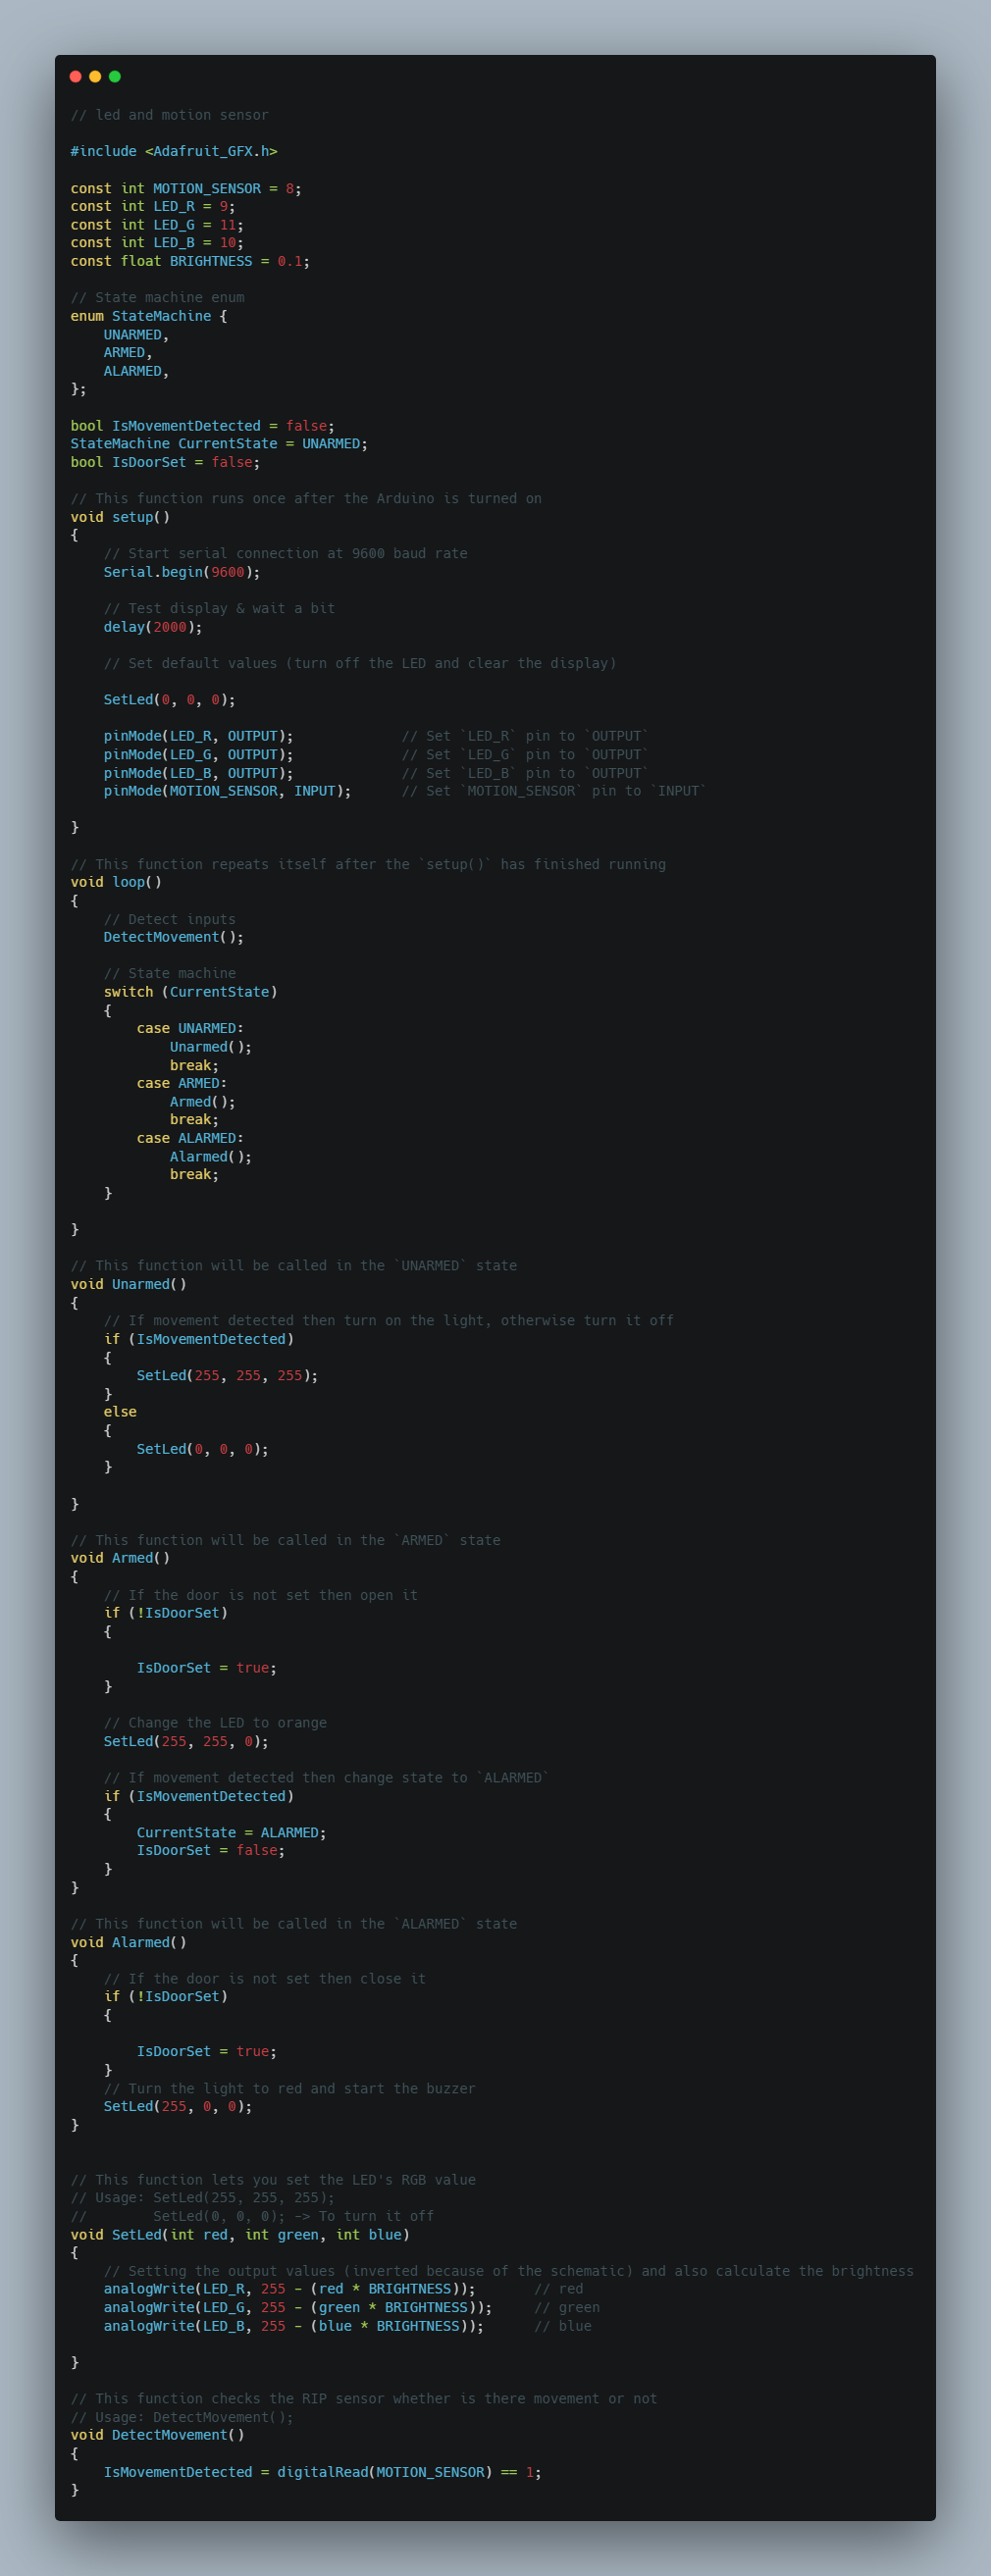 // led and motion sensor
#include <Adafruit_GFX.h>
const int MOTION_SENSOR = 8;
const int LED_R = 9;
const int LED_G = 11;
const int LED_B = 10;
const float BRIGHTNESS = 0.1;
// State machine enum
enum StateMachine {
    UNARMED,
    ARMED,
    ALARMED,
};
bool IsMovementDetected = false;
StateMachine CurrentState = UNARMED;
bool IsDoorSet = false;
// This function runs once after the Arduino is turned on
void setup()
{
    // Start serial connection at 9600 baud rate
    Serial.begin(9600);
    // Test display & wait a bit
    delay(2000);
    // Set default values (turn off the LED and clear the display)
    SetLed(0, 0, 0);
    pinMode(LED_R, OUTPUT);             // Set `LED_R` pin to `OUTPUT`
    pinMode(LED_G, OUTPUT);             // Set `LED_G` pin to `OUTPUT`
    pinMode(LED_B, OUTPUT);             // Set `LED_B` pin to `OUTPUT`
    pinMode(MOTION_SENSOR, INPUT);      // Set `MOTION_SENSOR` pin to `INPUT`
}
// This function repeats itself after the `setup()` has finished running
void loop()
{
    // Detect inputs
    DetectMovement();
    // State machine
    switch (CurrentState)
    {
        case UNARMED:
            Unarmed();
            break;
        case ARMED:
            Armed();
            break;
        case ALARMED:
            Alarmed();
            break;
    }
}
// This function will be called in the `UNARMED` state
void Unarmed()
{
    // If movement detected then turn on the light, otherwise turn it off
    if (IsMovementDetected)
    {
        SetLed(255, 255, 255);
    }
    else
    {
        SetLed(0, 0, 0);
    }
}
// This function will be called in the `ARMED` state
void Armed()
{
    // If the door is not set then open it
    if (!IsDoorSet)
    {
        IsDoorSet = true;
    }
    // Change the LED to orange
    SetLed(255, 255, 0);
    // If movement detected then change state to `ALARMED`
    if (IsMovementDetected)
    {
        CurrentState = ALARMED;
        IsDoorSet = false;
    }
}
// This function will be called in the `ALARMED` state
void Alarmed()
{
    // If the door is not set then close it
    if (!IsDoorSet)
    {
        IsDoorSet = true;
    }
    // Turn the light to red and start the buzzer
    SetLed(255, 0, 0);
}
// This function lets you set the LED's RGB value
// Usage: SetLed(255, 255, 255);
//        SetLed(0, 0, 0); -> To turn it off
void SetLed(int red, int green, int blue)
{
    // Setting the output values (inverted because of the schematic) and also calculate the brightness
    analogWrite(LED_R, 255 - (red * BRIGHTNESS));       // red
    analogWrite(LED_G, 255 - (green * BRIGHTNESS));     // green
    analogWrite(LED_B, 255 - (blue * BRIGHTNESS));      // blue
}
// This function checks the RIP sensor whether is there movement or not
// Usage: DetectMovement();
void DetectMovement()
{
    IsMovementDetected = digitalRead(MOTION_SENSOR) == 1;
}